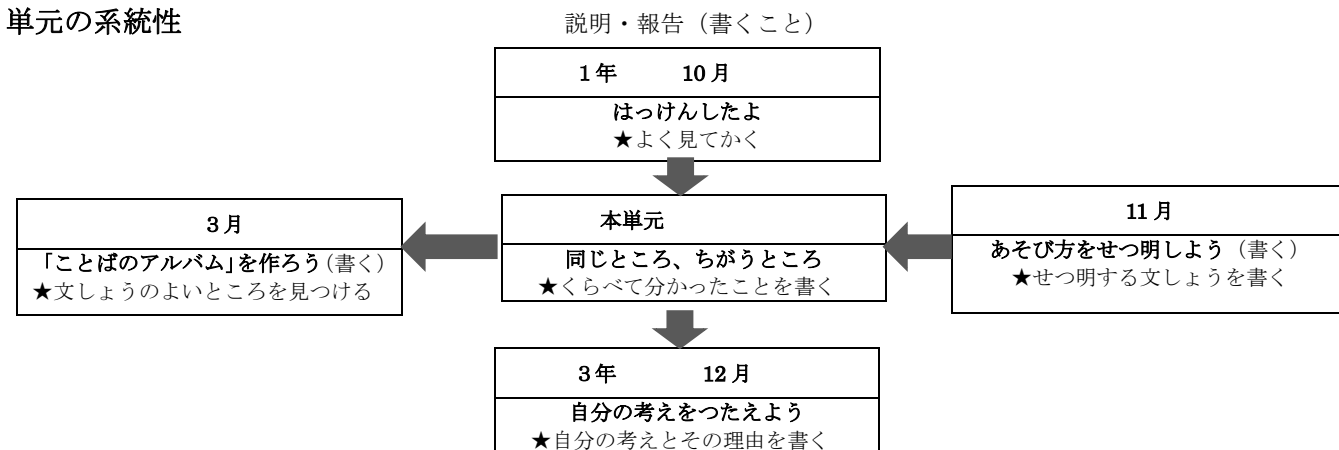 単元の系統性
説明・報告（書くこと）
１年　　10月
はっけんしたよ
★よく見てかく
３月
「ことばのアルバム」を作ろう（書く）
★文しょうのよいところを見つける
本単元
同じところ、ちがうところ
★くらべて分かったことを書く
11月
あそび方をせつ明しよう（書く）
★せつ明する文しょうを書く
３年　　12月
自分の考えをつたえよう
★自分の考えとその理由を書く